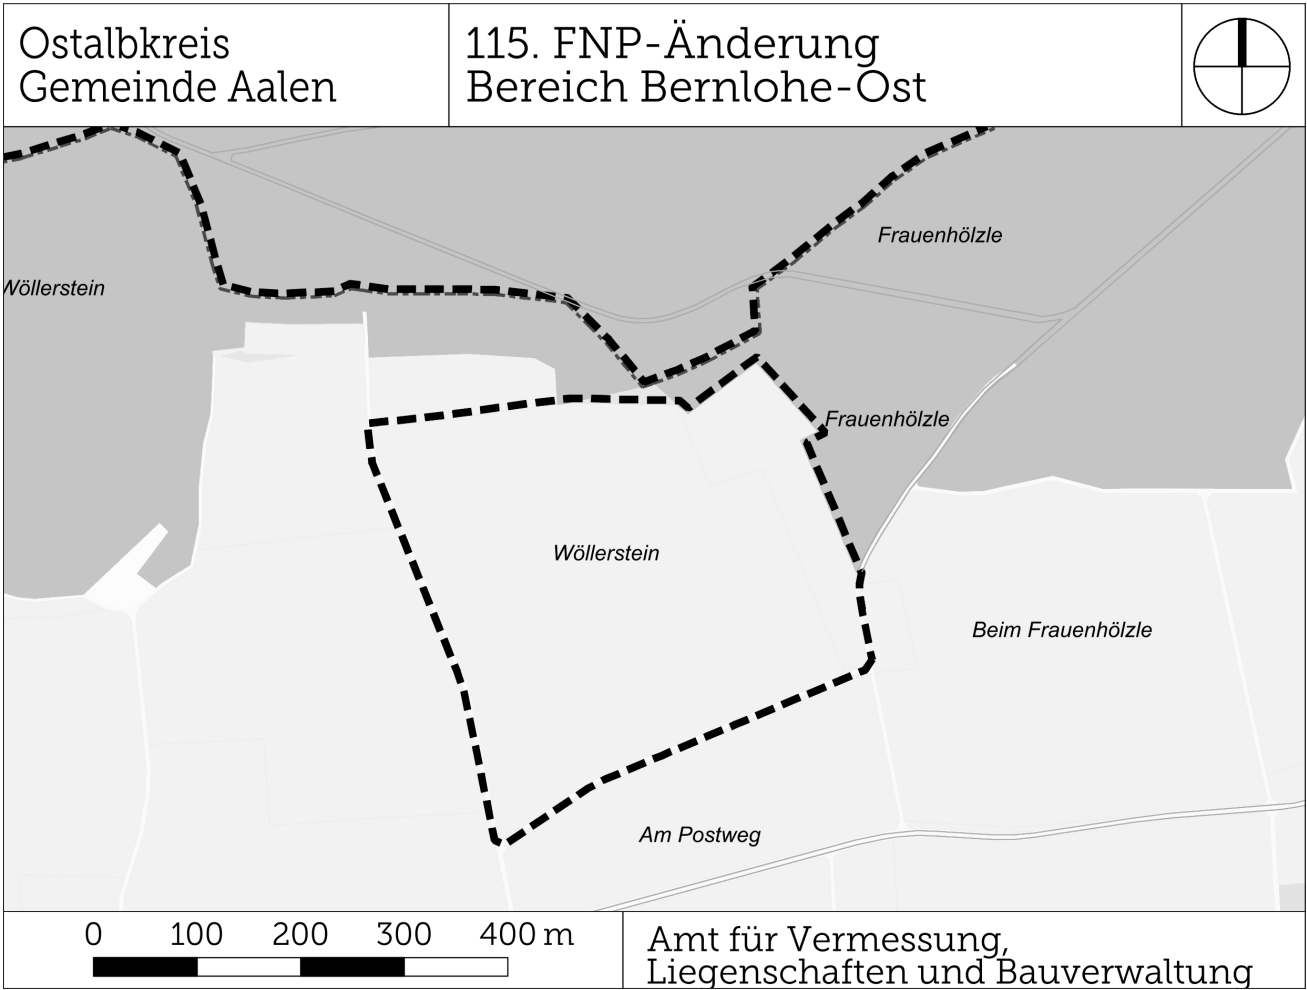 Ostalbkreis
Gemeinde Aalen
115. FNP-Änderung
Bereich Bernlohe-Ost
Frauenhölzle
Wöllerstein
Frauenhölzle
Wöllerstein
Beim Frauenhölzle
Am Postweg
0 100 200 300 400 m
Amt für Vermessung,
Liegenschaften und Bauverwaltung